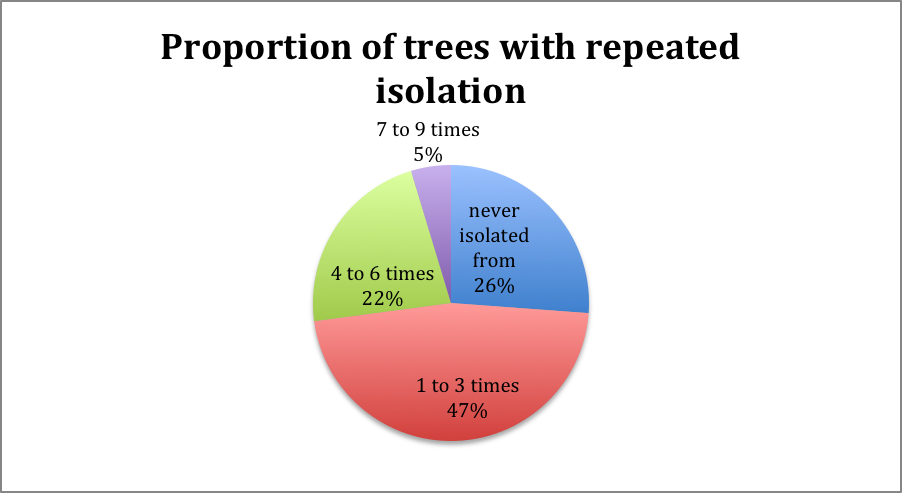 Proportion of trees with repeated
isolation
7 to 9 times
5%
never
isolated
from
26%
4 to 6 times
22%
1 to 3 times
47%